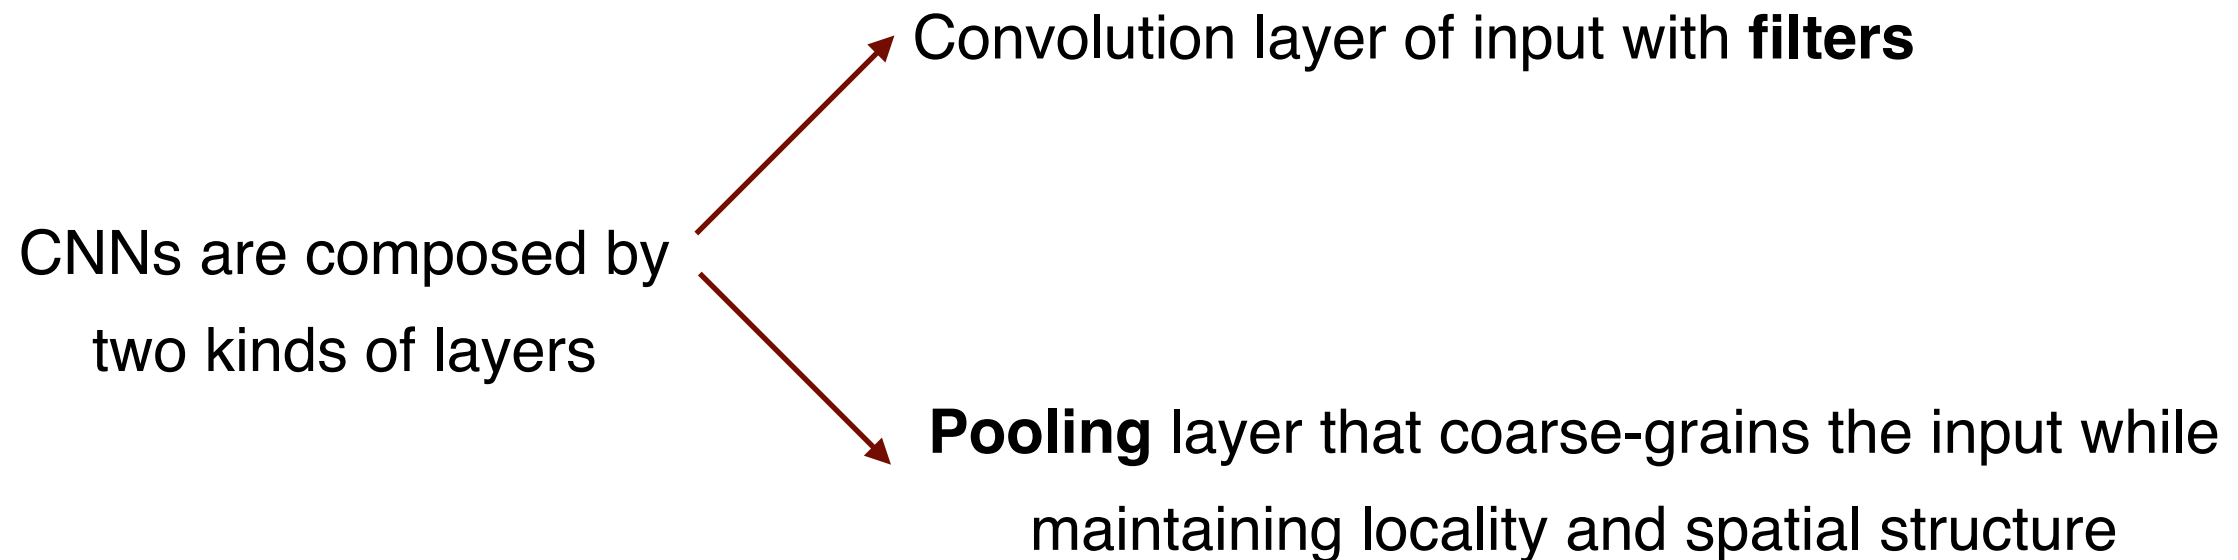 Convolution layer of input with filters
CNNs are composed by
two kinds of layers
Pooling layer that coarse-grains the input while
maintaining locality and spatial structure